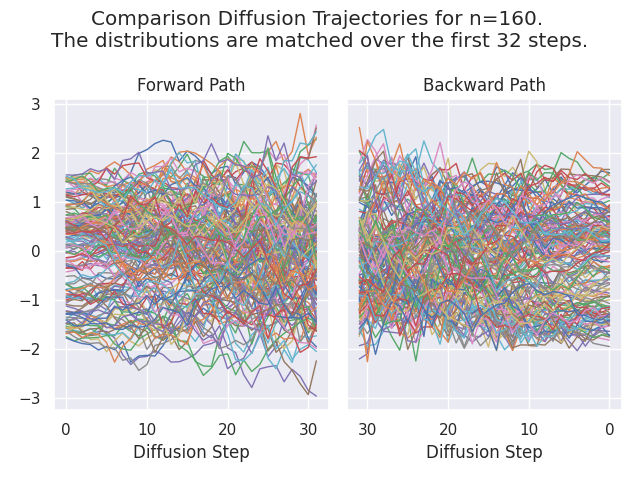 Comparison Diffusion Trajectories for n=160.
The distributions are matched over the first 32 steps.
Forward Path
Backward Path
3
2
1
0
−1
−2
−3
0 10 20 30
30 20 10 0
Diffusion Step
Diffusion Step